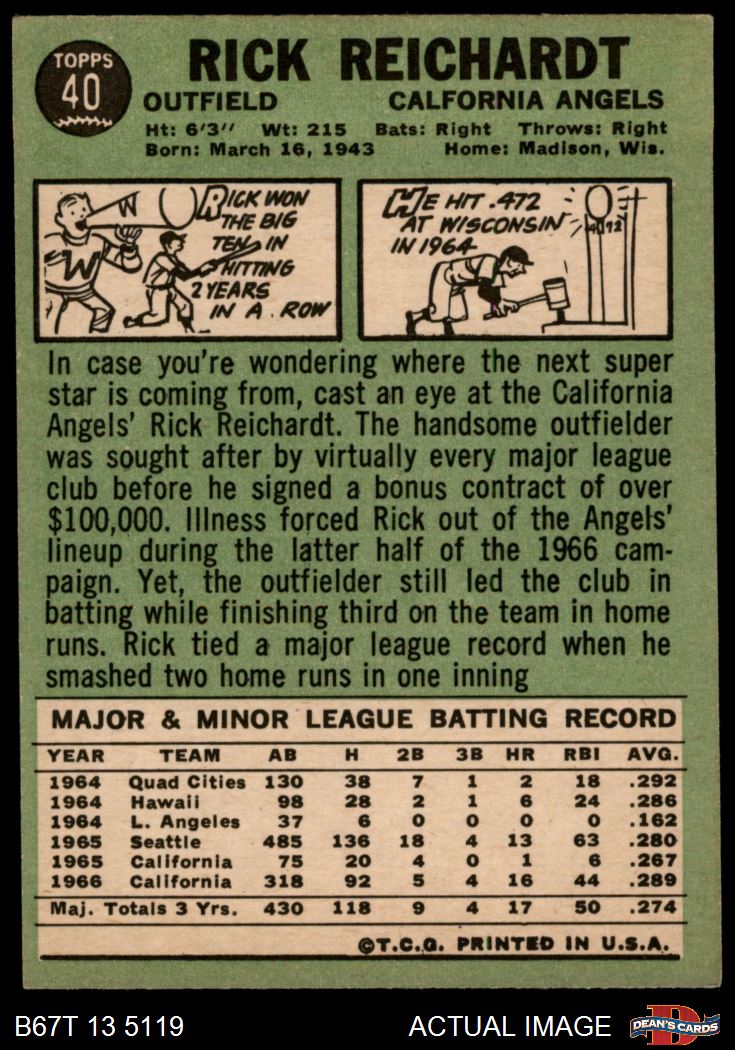 TOPPS
40
RICK REICHARDT
OUTFIELD CALFORNIA ANGELS
Ht: 6'3" Wt: 215 Bats: Right Throws: Right
Born: March 16, 1943 Home: Madison, Wis.
W
W
RICK WON
THE BIG
TEN IN
HITTING
2 YEARS
IN A ROW
HE HIT .472
AT WISCONSIN
IN 1964
.472
In case you're wondering where the next super
star is coming from, cast an eye at the California
Angels' Rick Reichardt. The handsome outfielder
was sought after by virtually every major league
club before he signed a bonus contract of over
$100,000. Illness forced Rick out of the Angels'
lineup during the latter half of the 1966 cam-
paign. Yet, the outfielder still led the club in
batting while finishing third on the team in home
runs. Rick tied a major league record when he
smashed two home runs in one inning
MAJOR & MINOR LEAGUE BATTING RECORD
YEAR TEAM AB H 2B 3B HR RBI AVG.
1964 Quad Cities 130 38 7 1 2 18 .292
1964 Hawaii 98 28 2 1 6 24 .286
1964 L. Angeles 37 6 0 0 0 0 .162
1965 Seattle 485 136 18 4 13 63 .280
1965 California 75 20 4 0 1 6 .267
1966 California 318 92 5 4 16 44 .289
Maj. Totals 3 Yrs. 430 118 9 4 17 50 .274
©T.C.G. PRINTED IN U.S.A.
B67T 13 5119 ACTUAL IMAGE
D
DEAN'S CARDS